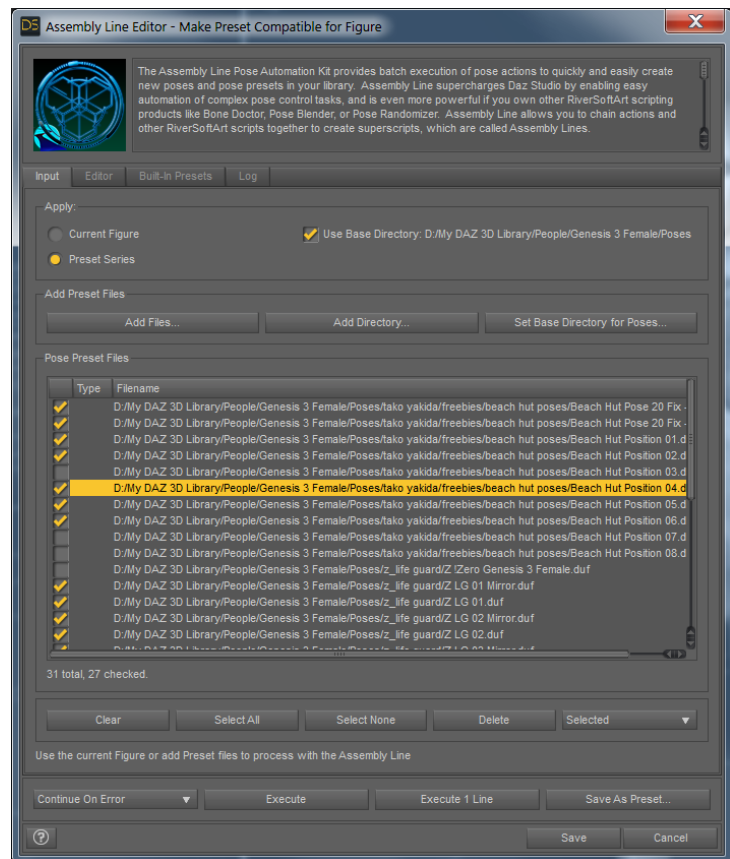 Assembly Line Editor - Make Preset Compatible for Figure
The Assembly Line Pose Automation Kit provides batch execution of pose actions to quickly and easily create
new poses and pose presets in your library. Assembly Line supercharges Daz Studio by enabling easy
automation of complex pose control tasks, and is even more powerful if you own other RiverSoftArt scripting
products like Bone Doctor, Pose Blender, or Pose Randomizer. Assembly Line allows you to chain actions and
other RiverSoftArt scripts together to create superscripts, which are called Assembly Lines.
Input Editor Built-In Presets Log
Apply:
Current Figure Use Base Directory: D:/My DAZ 3D Library/People/Genesis 3 Female/Poses
Preset Series
Add Preset Files
Add Files... Add Directory... Set Base Directory for Poses...
Pose Preset Files
Type Filename
D:/My DAZ 3D Library/People/Genesis 3 Female/Poses/tako yakida/freebies/beach hut poses/Beach Hut Pose 20 Fix -
D:/My DAZ 3D Library/People/Genesis 3 Female/Poses/tako yakida/freebies/beach hut poses/Beach Hut Pose 20 Fix -
D:/My DAZ 3D Library/People/Genesis 3 Female/Poses/tako yakida/freebies/beach hut poses/Beach Hut Position 01.d
D:/My DAZ 3D Library/People/Genesis 3 Female/Poses/tako yakida/freebies/beach hut poses/Beach Hut Position 02.d
D:/My DAZ 3D Library/People/Genesis 3 Female/Poses/tako yakida/freebies/beach hut poses/Beach Hut Position 03.d
D:/My DAZ 3D Library/People/Genesis 3 Female/Poses/tako yakida/freebies/beach hut poses/Beach Hut Position 04.d
D:/My DAZ 3D Library/People/Genesis 3 Female/Poses/tako yakida/freebies/beach hut poses/Beach Hut Position 05.d
D:/My DAZ 3D Library/People/Genesis 3 Female/Poses/tako yakida/freebies/beach hut poses/Beach Hut Position 06.d
D:/My DAZ 3D Library/People/Genesis 3 Female/Poses/tako yakida/freebies/beach hut poses/Beach Hut Position 07.d
D:/My DAZ 3D Library/People/Genesis 3 Female/Poses/tako yakida/freebies/beach hut poses/Beach Hut Position 08.d
D:/My DAZ 3D Library/People/Genesis 3 Female/Poses/z_life guard/Z !Zero Genesis 3 Female.duf
D:/My DAZ 3D Library/People/Genesis 3 Female/Poses/z_life guard/Z LG 01 Mirror.duf
D:/My DAZ 3D Library/People/Genesis 3 Female/Poses/z_life guard/Z LG 01.duf
D:/My DAZ 3D Library/People/Genesis 3 Female/Poses/z_life guard/Z LG 02 Mirror.duf
D:/My DAZ 3D Library/People/Genesis 3 Female/Poses/z_life guard/Z LG 02.duf
31 total, 27 checked.
Clear Select All Select None Delete Selected
Use the current Figure or add Preset files to process with the Assembly Line
Continue On Error Execute Execute 1 Line Save As Preset...
? Save Cancel